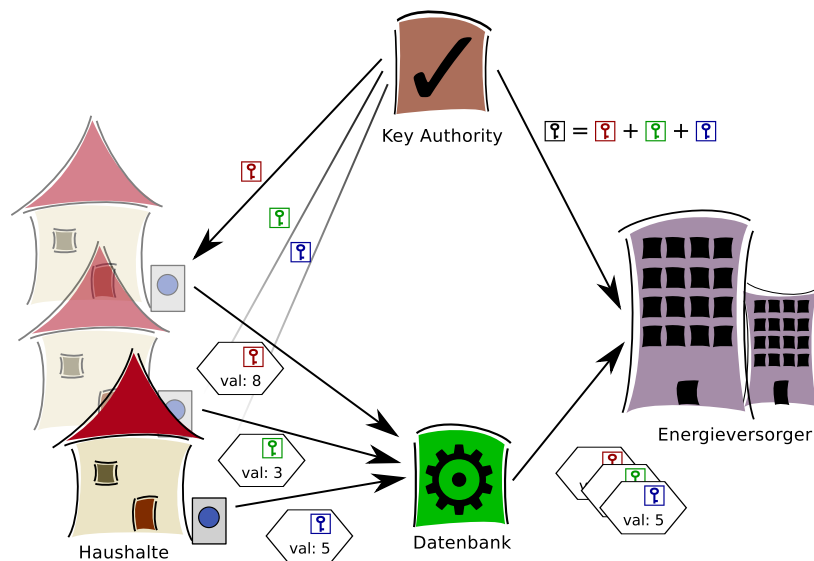 Key Authority
= + +
val: 8
val: 3
val: 5
Haushalte
Datenbank
Energieversorger
val: 5